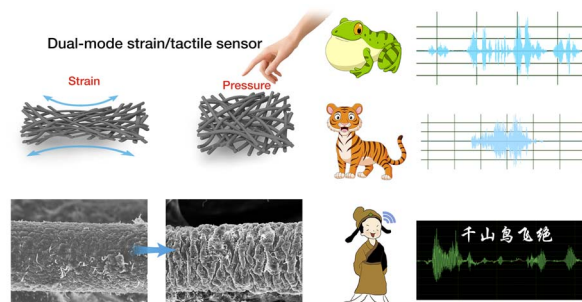 Dual-mode strain/tactile sensor
Strain
Pressure
千山鸟飞绝